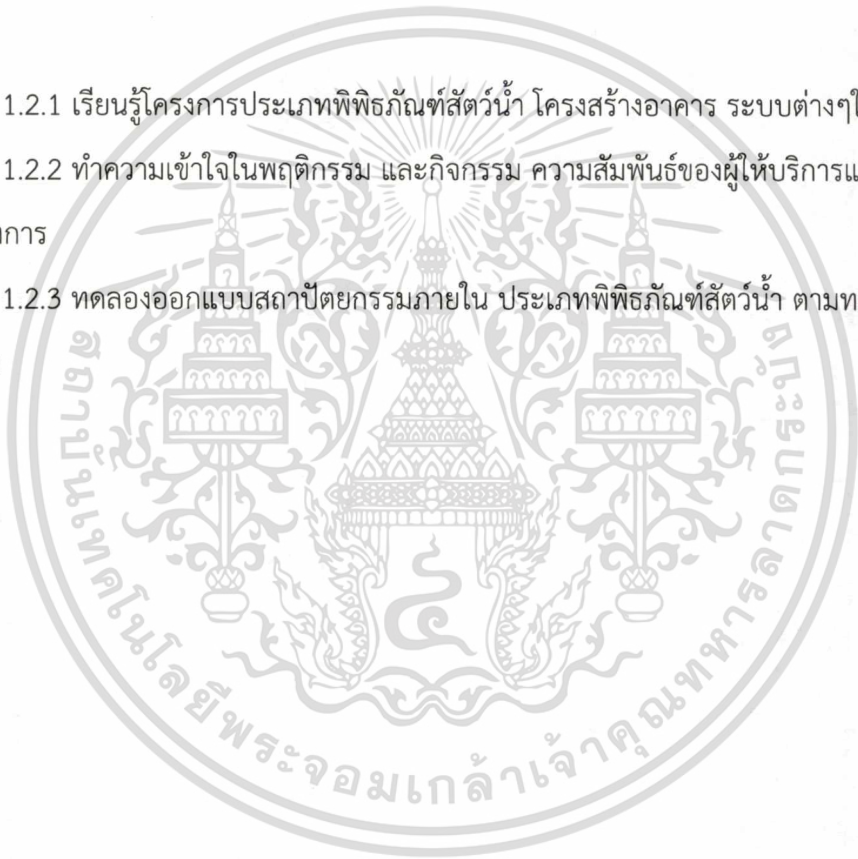 1.2.1 เรียนรู้โครงการประเภทพิพิธภัณฑ์สัตว์น้ำ โครงสร้างอาคาร ระบบต่างๆใ
1.2.2 ทำความเข้าใจในพฤติกรรม และกิจกรรม ความสัมพันธ์ของผู้ให้บริการแ
การ
1.2.3 ทดลองออกแบบสถาปัตยกรรมภายใน ประเภทพิพิธภัณฑ์สัตว์น้ำ ตามท
สถาบันเทคโนโลยีพระจอมเกล้าเจ้าคุณทหารลาดกระบัง